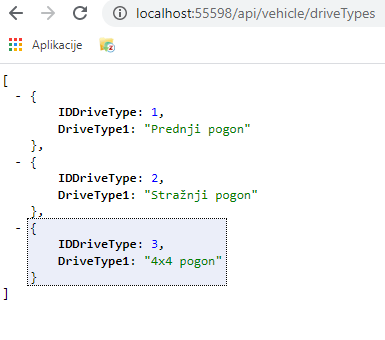 localhost:55598/api/vehicle/driveTypes
Aplikacije
[
- {
IDDriveType: 1,
DriveType1: "Prednji pogon"
},
- {
IDDriveType: 2,
DriveType1: "Stražnji pogon"
},
- {
IDDriveType: 3,
DriveType1: "4x4 pogon"
}
]